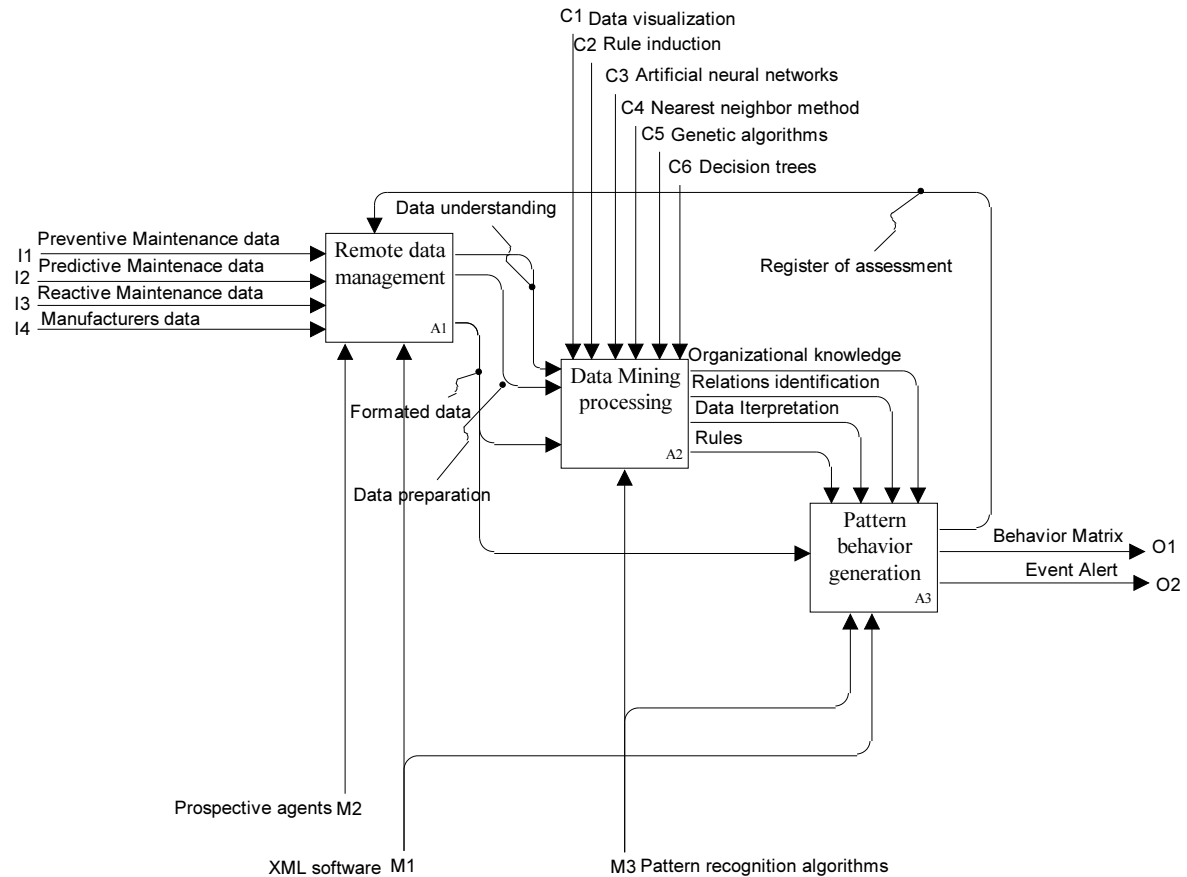 C1 Data visualization
C2 Rule induction
C3 Artificial neural networks
C4 Nearest neighbor method
C5 Genetic algorithms
C6 Decision trees
Data understanding
Register of assessment
I1 Preventive Maintenance data
I2 Predictive Maintenace data
I3 Reactive Maintenance data
I4 Manufacturers data
Remote data
management
A1
Formated data
Data preparation
Data Mining
processing
A2
Organizational knowledge
Relations identification
Data Iterpretation
Rules
Pattern
behavior
generation
A3
Behavior Matrix O1
Event Alert O2
Prospective agents M2
XML software M1
M3 Pattern recognition algorithms